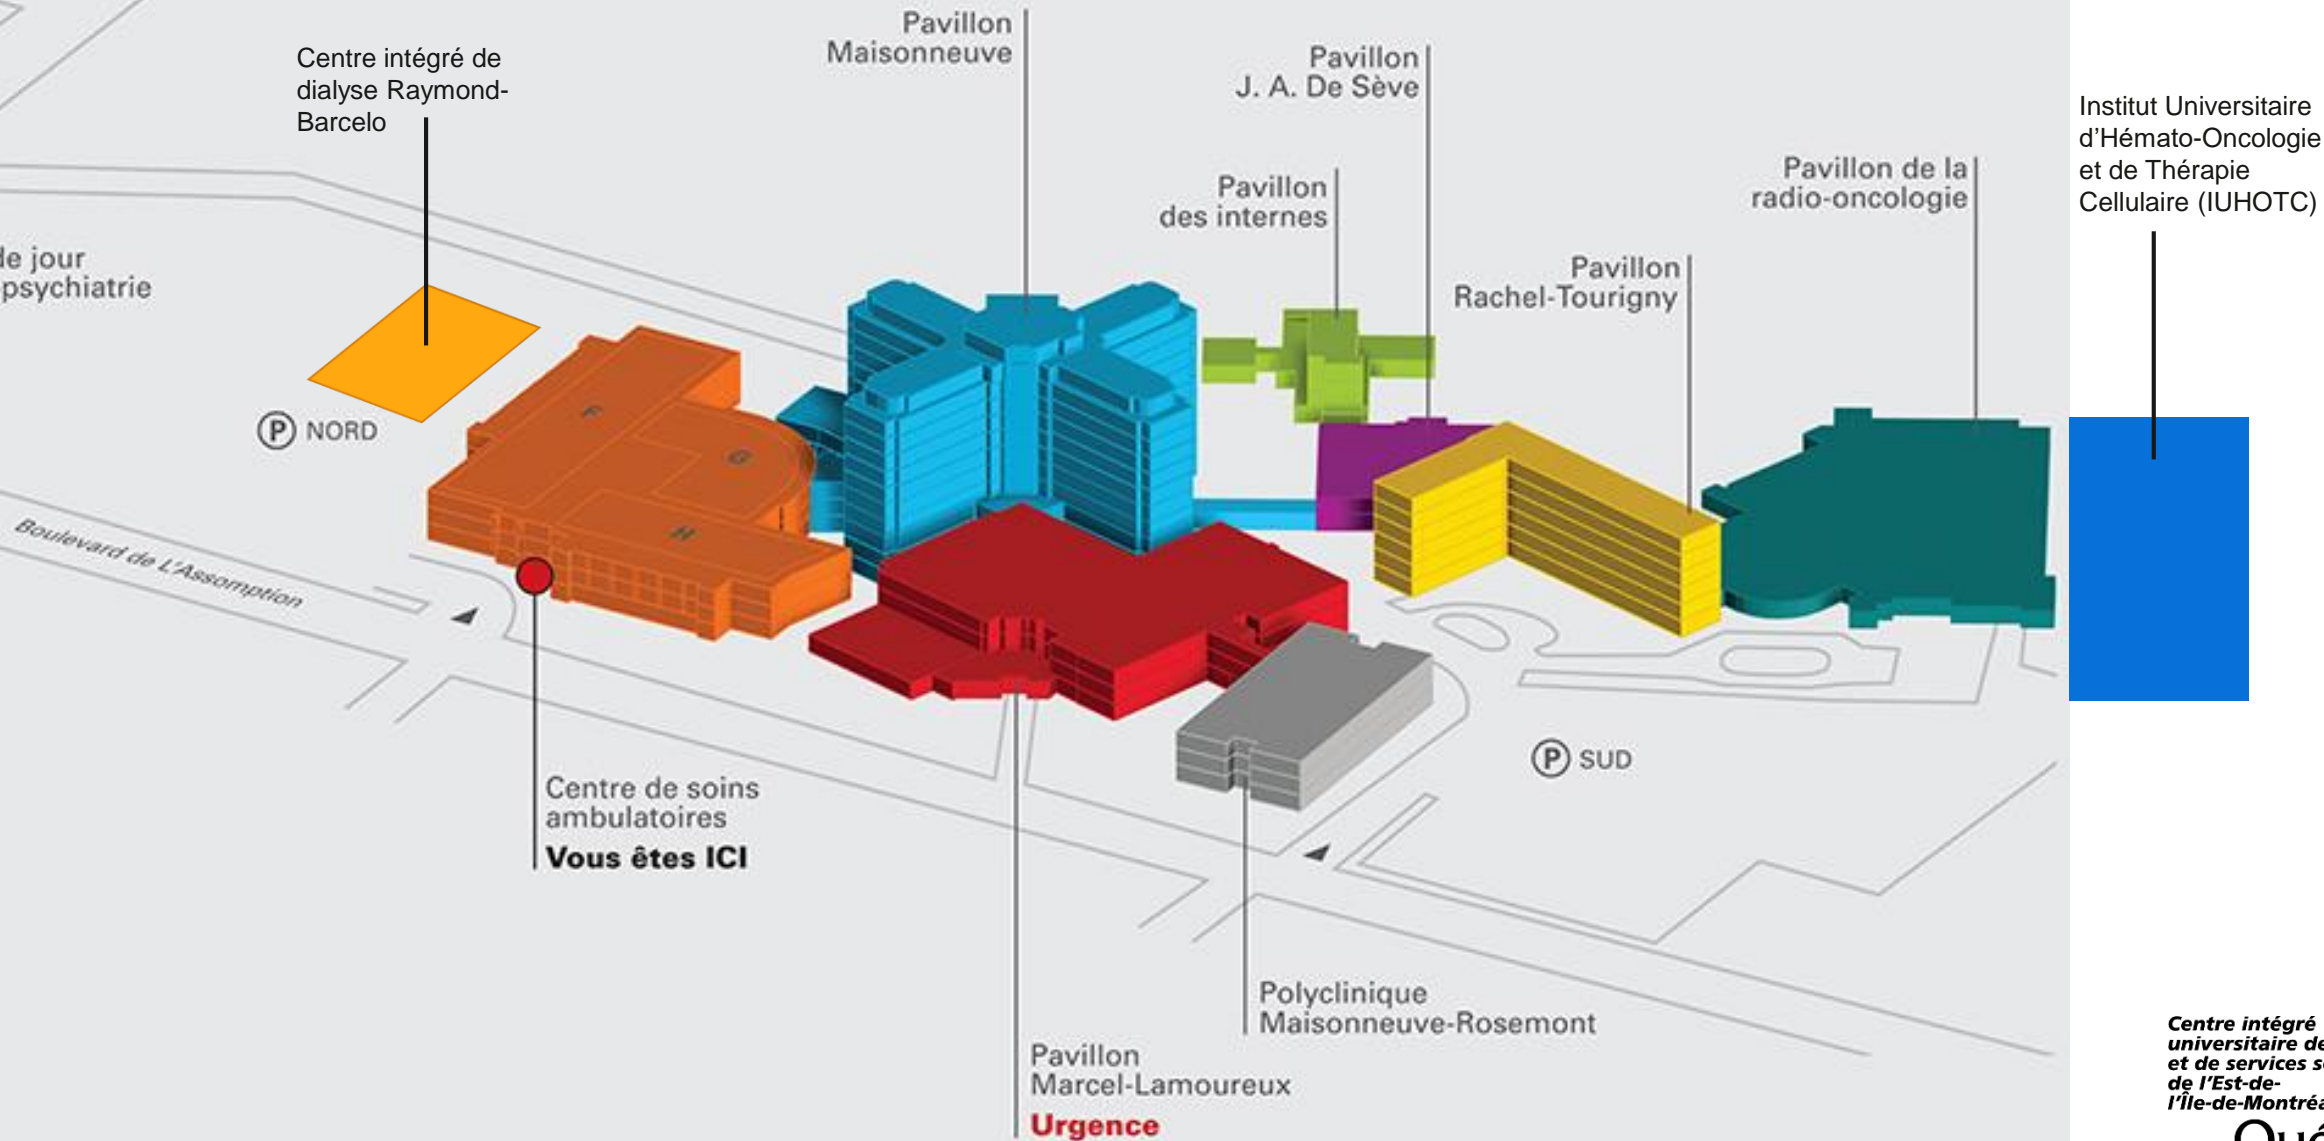 Pavillon
Maisonneuve
Centre intégré de
dialyse Raymond-
Barcelo
Pavillon
J. A. De Sève
Institut Universitaire
d’Hémato-Oncologie
et de Thérapie
Cellulaire (IUHOTC)
Pavillon de la
radio-oncologie
Pavillon
des internes
de jour
psychiatrie
Pavillon
Rachel-Tourigny
P NORD
F
G
H
Boulevard de L'Assomption
P SUD
Centre de soins
ambulatoires
Vous êtes ICI
Polyclinique
Maisonneuve-Rosemont
Pavillon
Marcel-Lamoureux
Urgence
Centre intégré
universitaire de
et de services s
de l'Est-de-
l'Île-de-Montréa
Qué